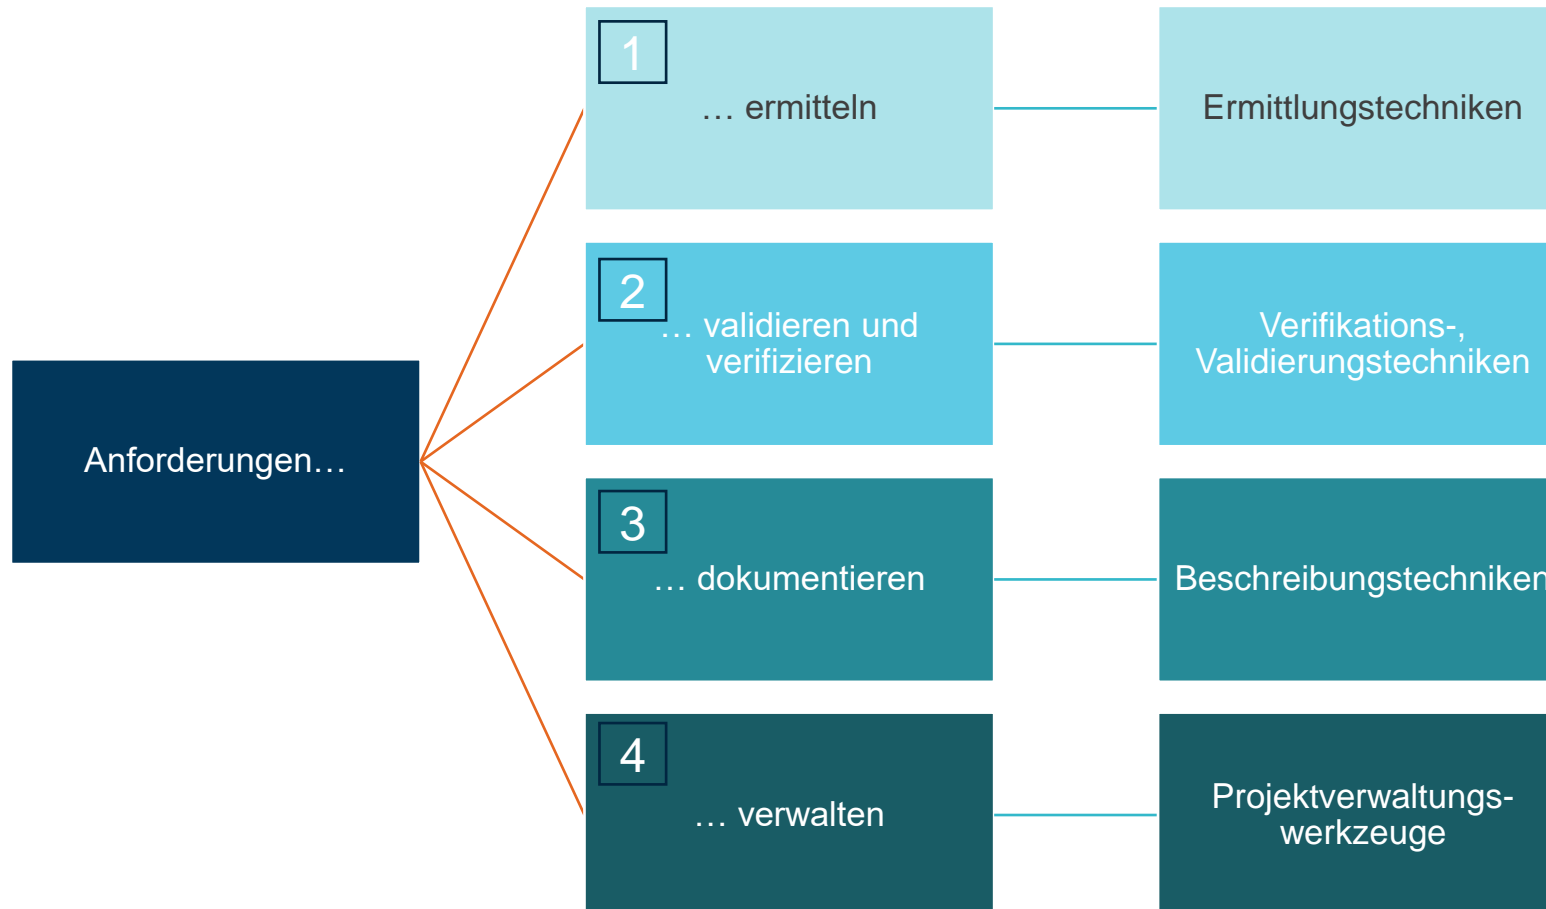 1
… ermitteln
Ermittlungstechniken
2
… validieren und
verifizieren
Verifikations-,
Validierungstechniken
Anforderungen…
3
… dokumentieren
Beschreibungstechniken
4
… verwalten
Projektverwaltungs-
werkzeuge